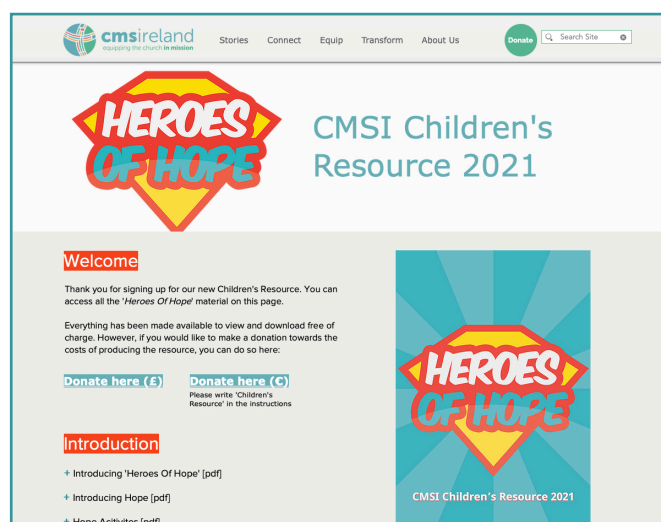 cmsireland
equipping the church in mission
Stories Connect Equip Transform About Us
Donate
Search Site
HEROES
OF HOPE
CMSI Children's
Resource 2021
Welcome
Thank you for signing up for our new Children's Resource. You can
access all the 'Heroes Of Hope' material on this page.
Everything has been made available to view and download free of
charge. However, if you would like to make a donation towards the
costs of producing the resource, you can do so here:
Donate here (£) Donate here (€)
Please write 'Children's
Resource' in the instructions
Introduction
+ Introducing 'Heroes Of Hope' [pdf]
+ Introducing Hope [pdf]
+ Hope Acitivites [pdf]
HEROES
OF HOPE
CMSI Children's Resource 2021